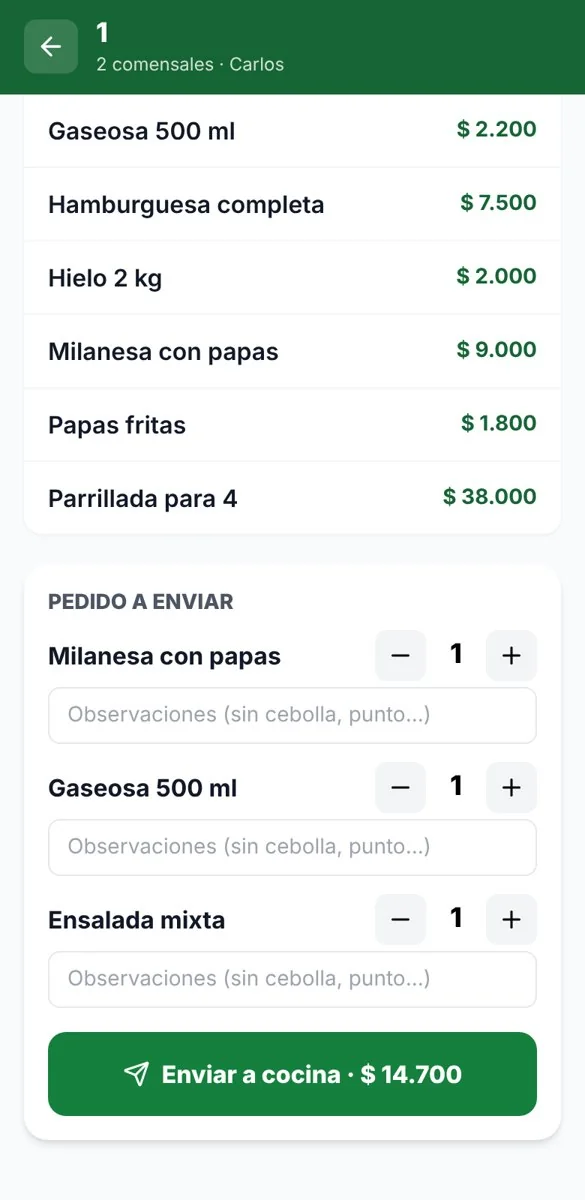 1
2 comensales · Carlos
Gaseosa 500 ml $ 2.200
Hamburguesa completa $ 7.500
Hielo 2 kg $ 2.000
Milanesa con papas $ 9.000
Papas fritas $ 1.800
Parrillada para 4 $ 38.000
PEDIDO A ENVIAR
Milanesa con papas − 1 +
Observaciones (sin cebolla, punto...)
Gaseosa 500 ml − 1 +
Observaciones (sin cebolla, punto...)
Ensalada mixta − 1 +
Observaciones (sin cebolla, punto...)
Enviar a cocina · $ 14.700